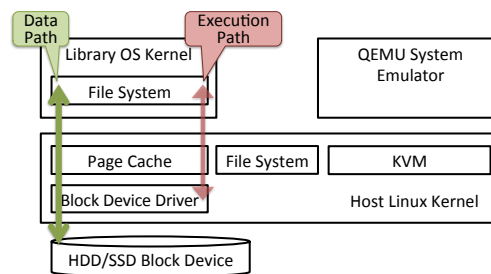 Data
Path
Execution
Path
Library OS Kernel
File System
QEMU System
Emulator
Page Cache
File System
KVM
Block Device Driver
Host Linux Kernel
HDD/SSD Block Device